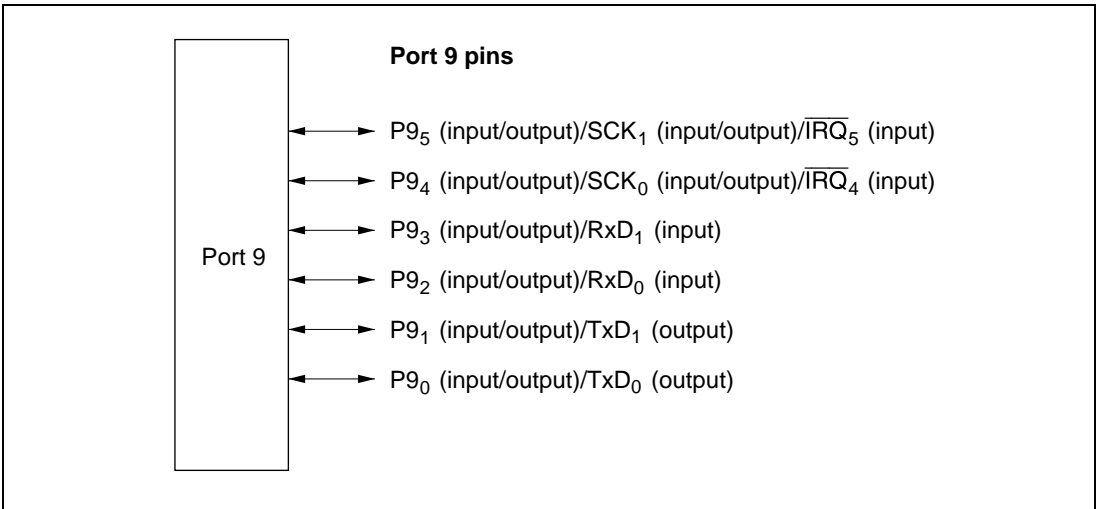 Port 9 pins
P9₅ (input/output)/SCK₁ (input/output)/I̅R̅Q̅₅ (input)
P9₄ (input/output)/SCK₀ (input/output)/I̅R̅Q̅₄ (input)
P9₃ (input/output)/RxD₁ (input)
Port 9
P9₂ (input/output)/RxD₀ (input)
P9₁ (input/output)/TxD₁ (output)
P9₀ (input/output)/TxD₀ (output)